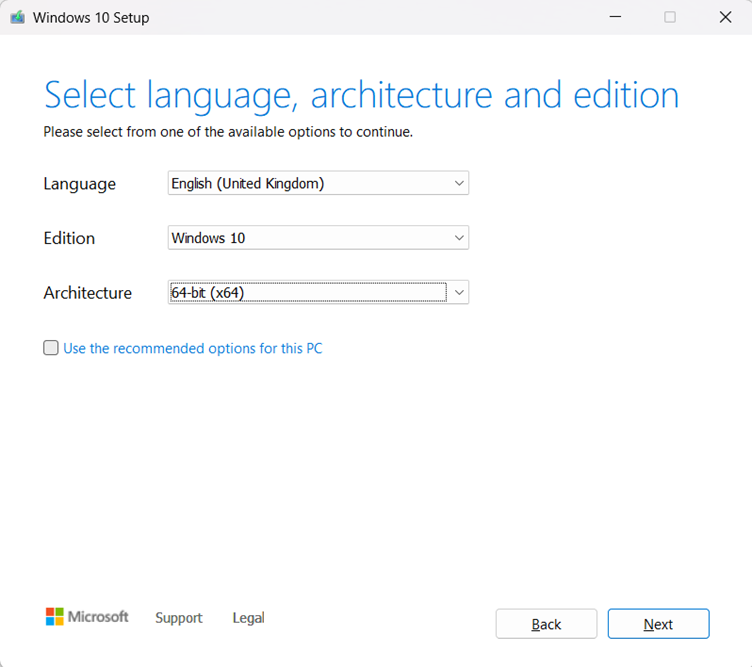 Windows 10 Setup
Select language, architecture and edition
Please select from one of the available options to continue.
Language English (United Kingdom)
Edition Windows 10
Architecture 64-bit (x64)
Use the recommended options for this PC
Microsoft Support Legal Back Next